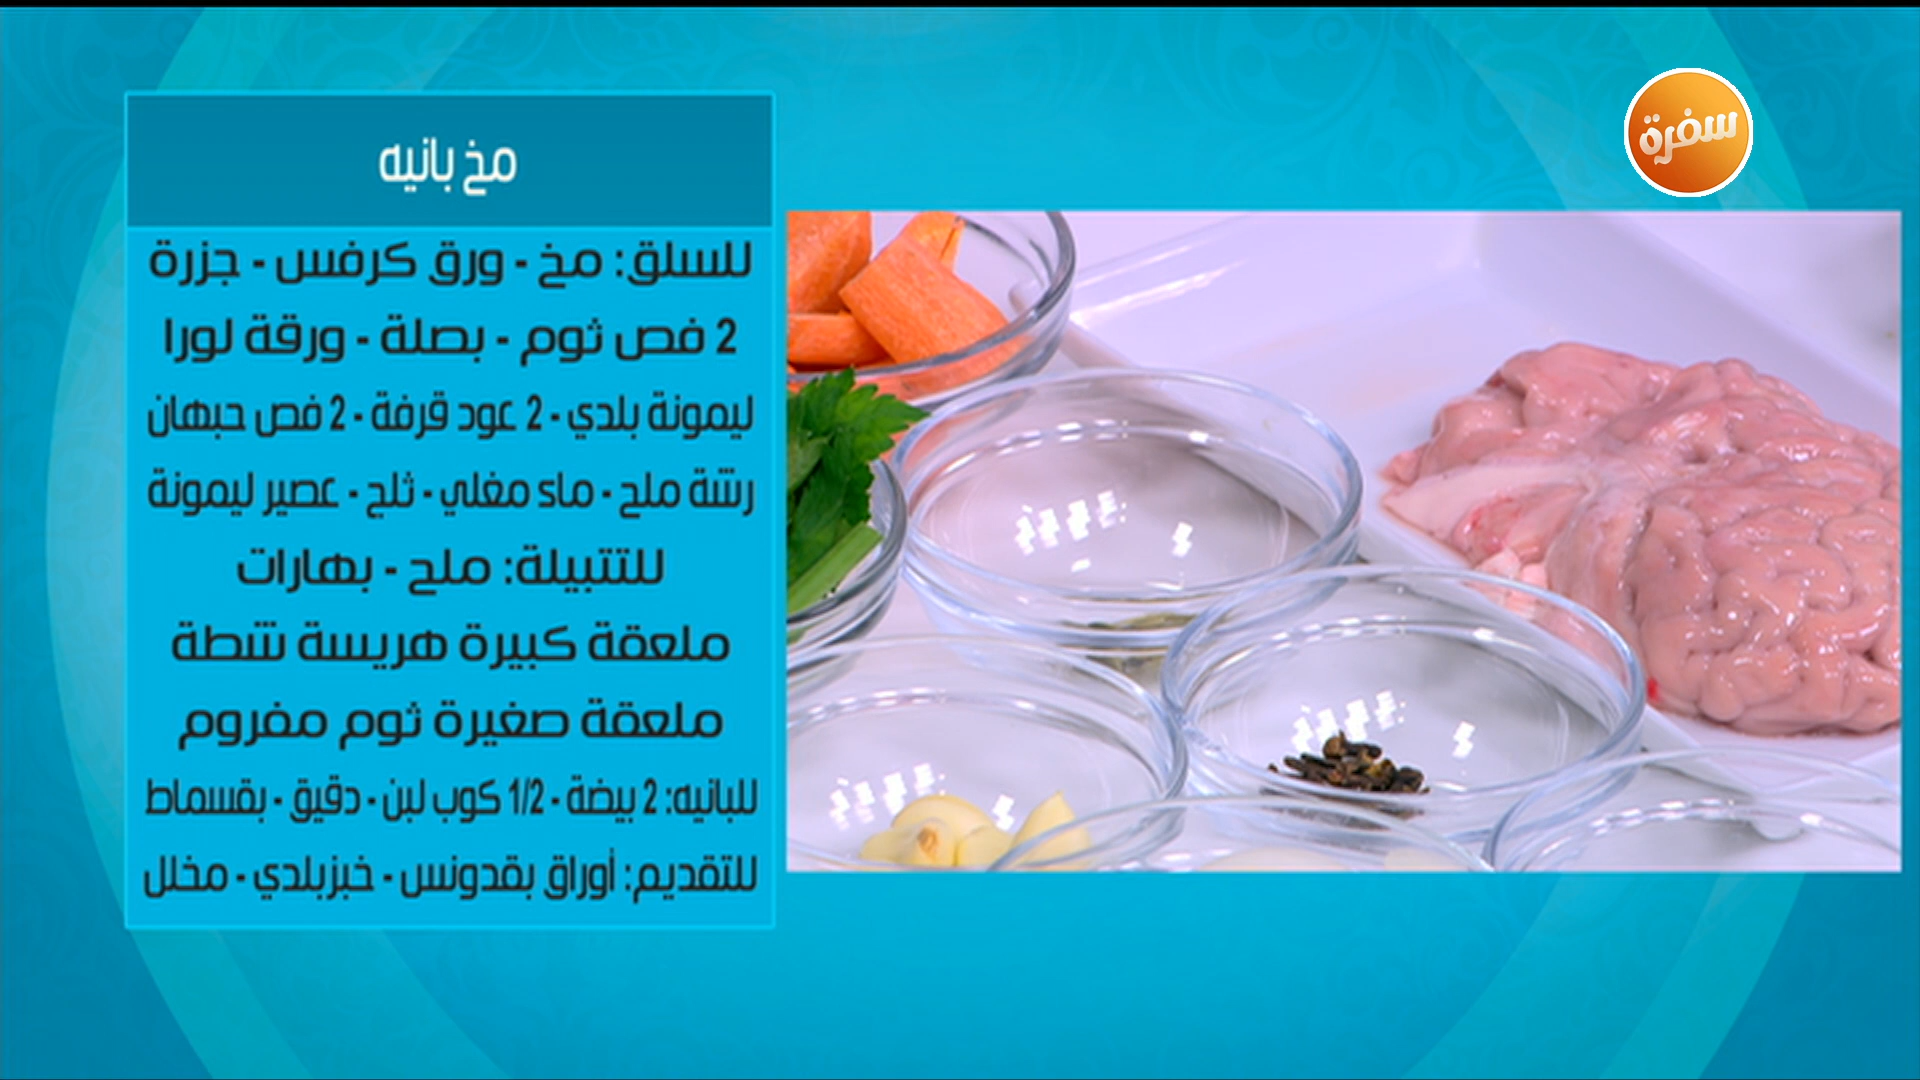 سفرة
مخ بانيه
للسلق: مخ - ورق كرفس - جزرة
2 فص ثوم - بصلة - ورقة لورا
ليمونة بلدي - 2 عود قرفة - 2 فص حبهان
رشة ملح - ماء مغلي - ثلج - عصير ليمونة
للتتبيلة: ملح - بهارات
ملعقة كبيرة هريسة شطة
ملعقة صغيرة ثوم مفروم
للبانيه: 2 بيضة - 1/2 كوب لبن - دقيق - بقسماط
للتقديم: أوراق بقدونس - خبزبلدي - مخلل